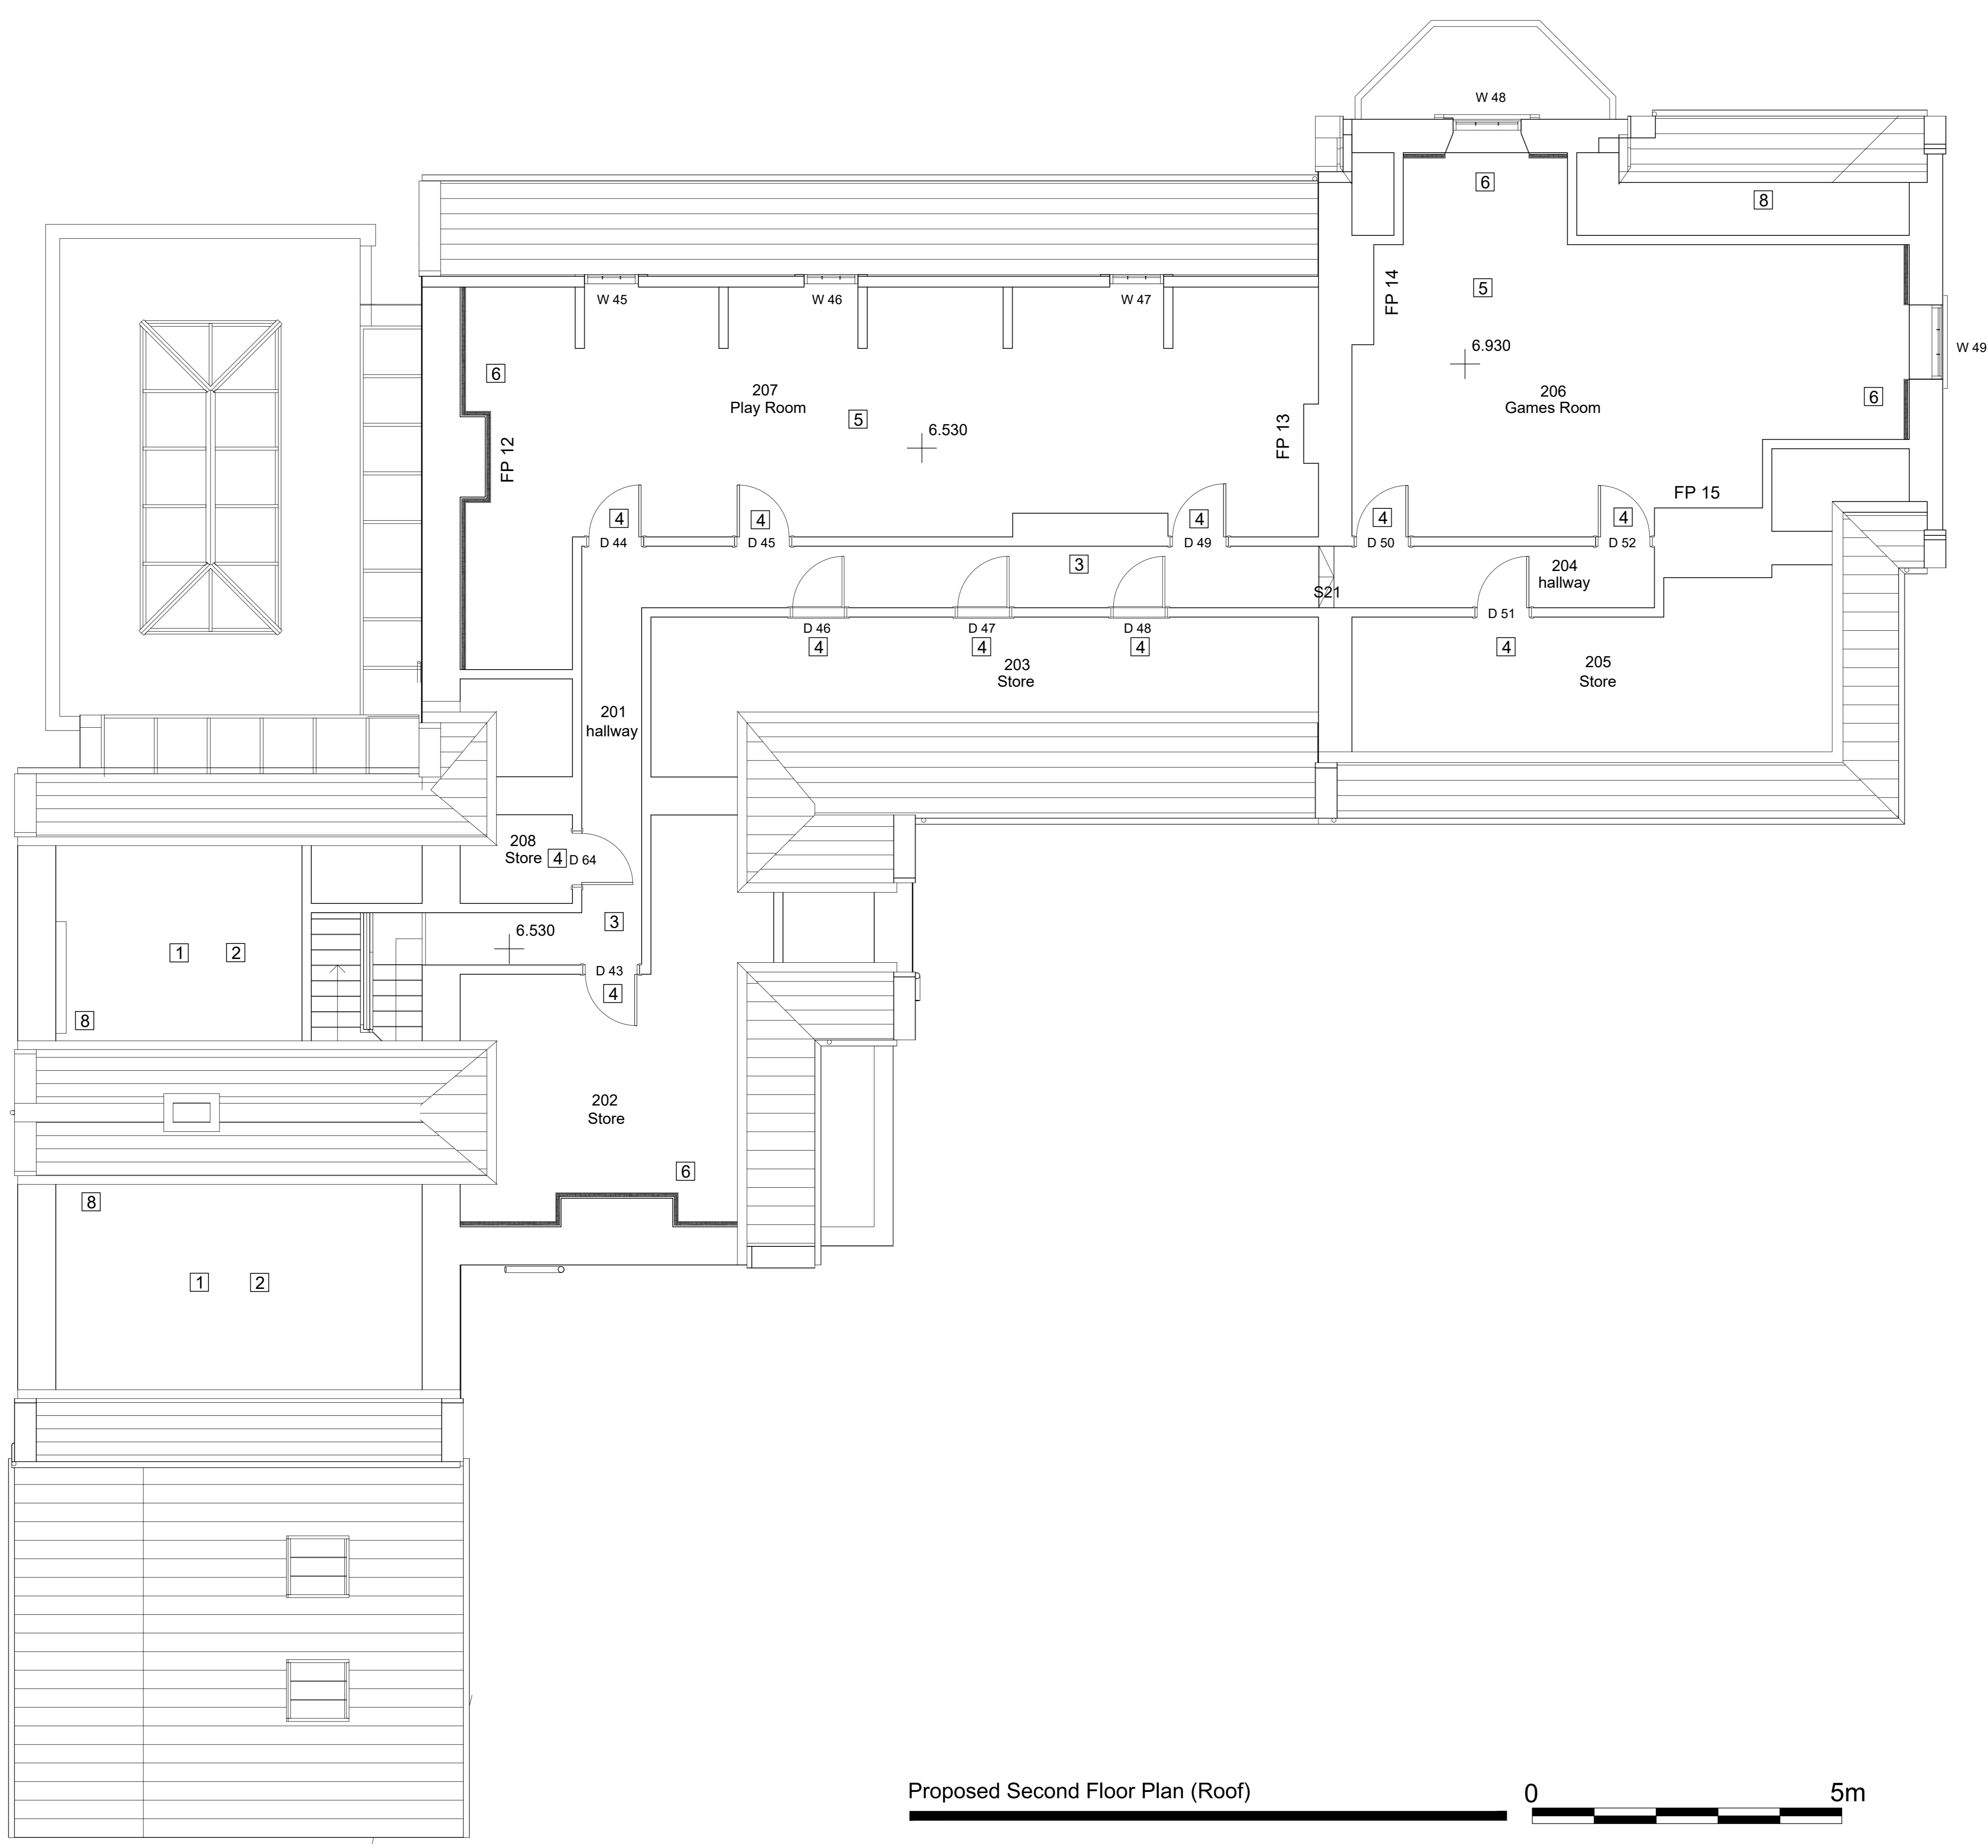 W 48
6
8
W 45
W 46
W 47
FP 14
5
6.930
W 49
6
207
Play Room
5
6.530
206
Games Room
6
FP 12
FP 13
FP 15
4
4
4
4
4
D 44
D 45
D 49
D 50
D 52
3
204
hallway
S21
D 46
D 47
D 48
D 51
4
4
4
4
203
Store
205
Store
201
hallway
208
Store
4
D 64
3
6.530
1
2
D 43
4
8
202
Store
6
8
1
2
Proposed Second Floor Plan (Roof)
0
5m